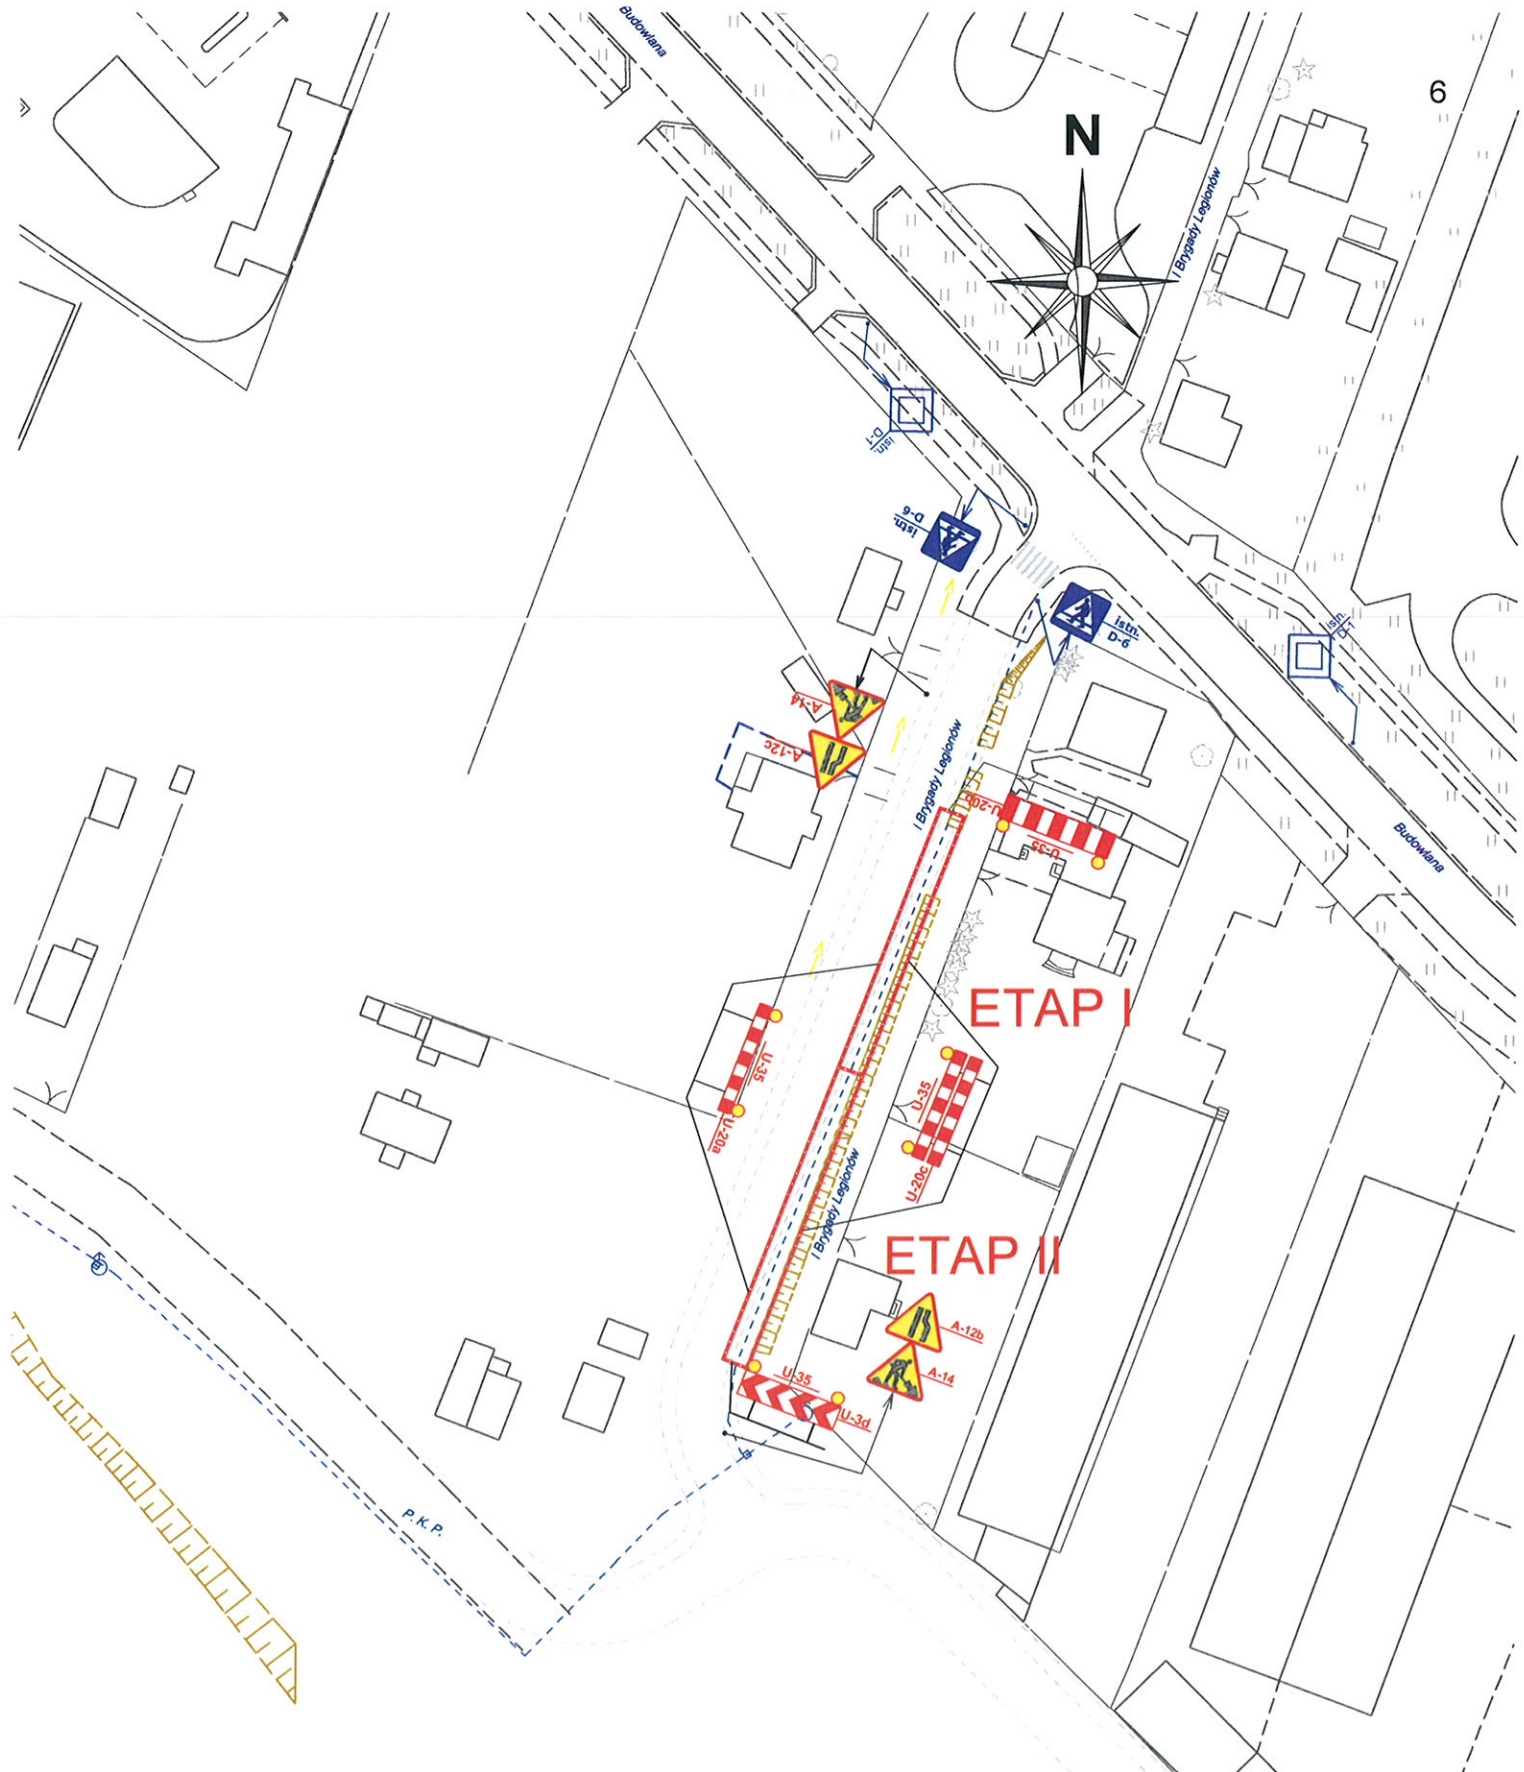 Budowlana
6
N
I Brygady Legionów
istn.
D-1
istn.
D-6
istn.
D-6
istn.
D-1
A-14
A-12c
I Brygady Legionów
U-20b
U-35
Budowlana
ETAP I
U-35
U-20a
U-35
U-20c
I Brygady Legionów
ETAP II
A-12b
A-14
U-35
U-3d
P.K.P.